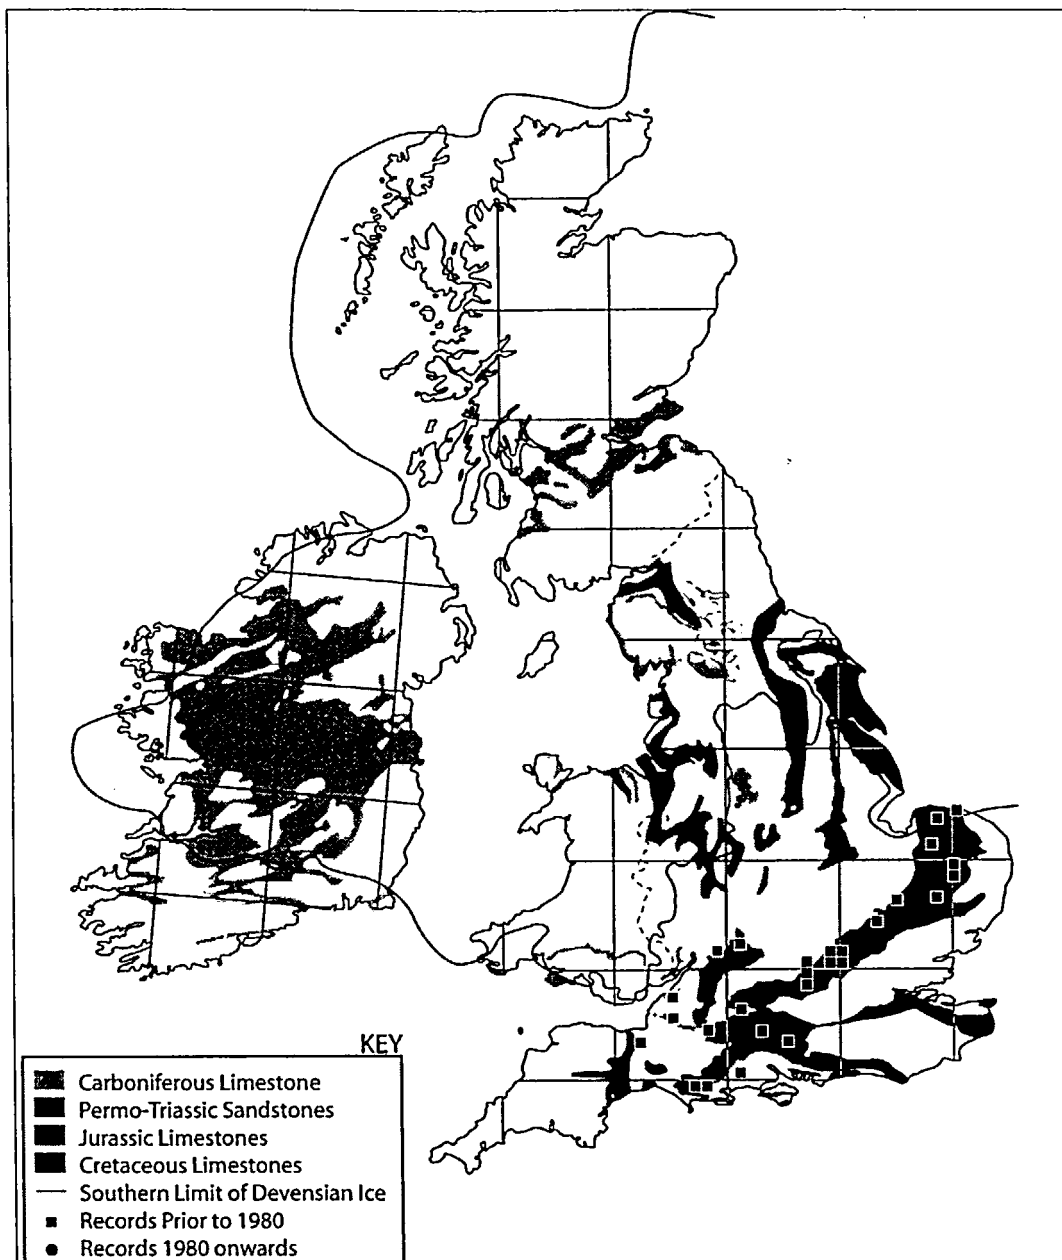 KEY
Carboniferous Limestone
Permo-Triassic Sandstones
Jurassic Limestones
Cretaceous Limestones
Southern Limit of Devensian Ice
Records Prior to 1980
Records 1980 onwards